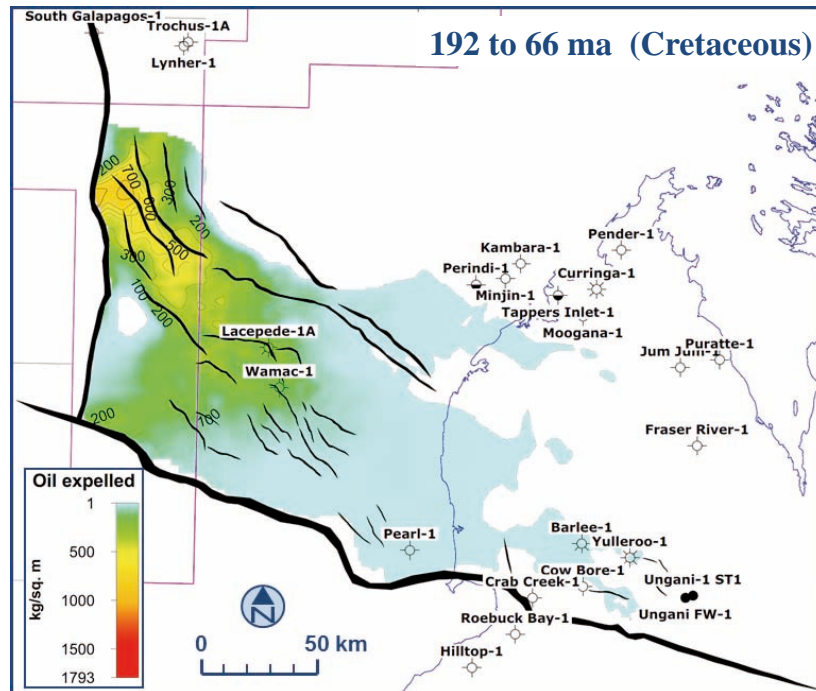 South Galapagos-1
Trochus-1A
Lynher-1
192 to 66 ma (Cretaceous)
200
700
600
300
200
500
300
100
200
Pender-1
Kambara-1
Perindi-1
Curringa-1
Minjin-1
Tappers Inlet-1
Moogana-1
Lacepede-1A
Puratte-1
Jum Jum-1
Wamac-1
200
100
Fraser River-1
Oil expelled
1
500
1000
1500
1793
kg/sq. m
Pearl-1
Barlee-1
Yulleroo-1
Cow Bore-1
Ungani-1 ST1
Crab Creek-1
Ungani FW-1
N
Roebuck Bay-1
0 50 km
Hilltop-1